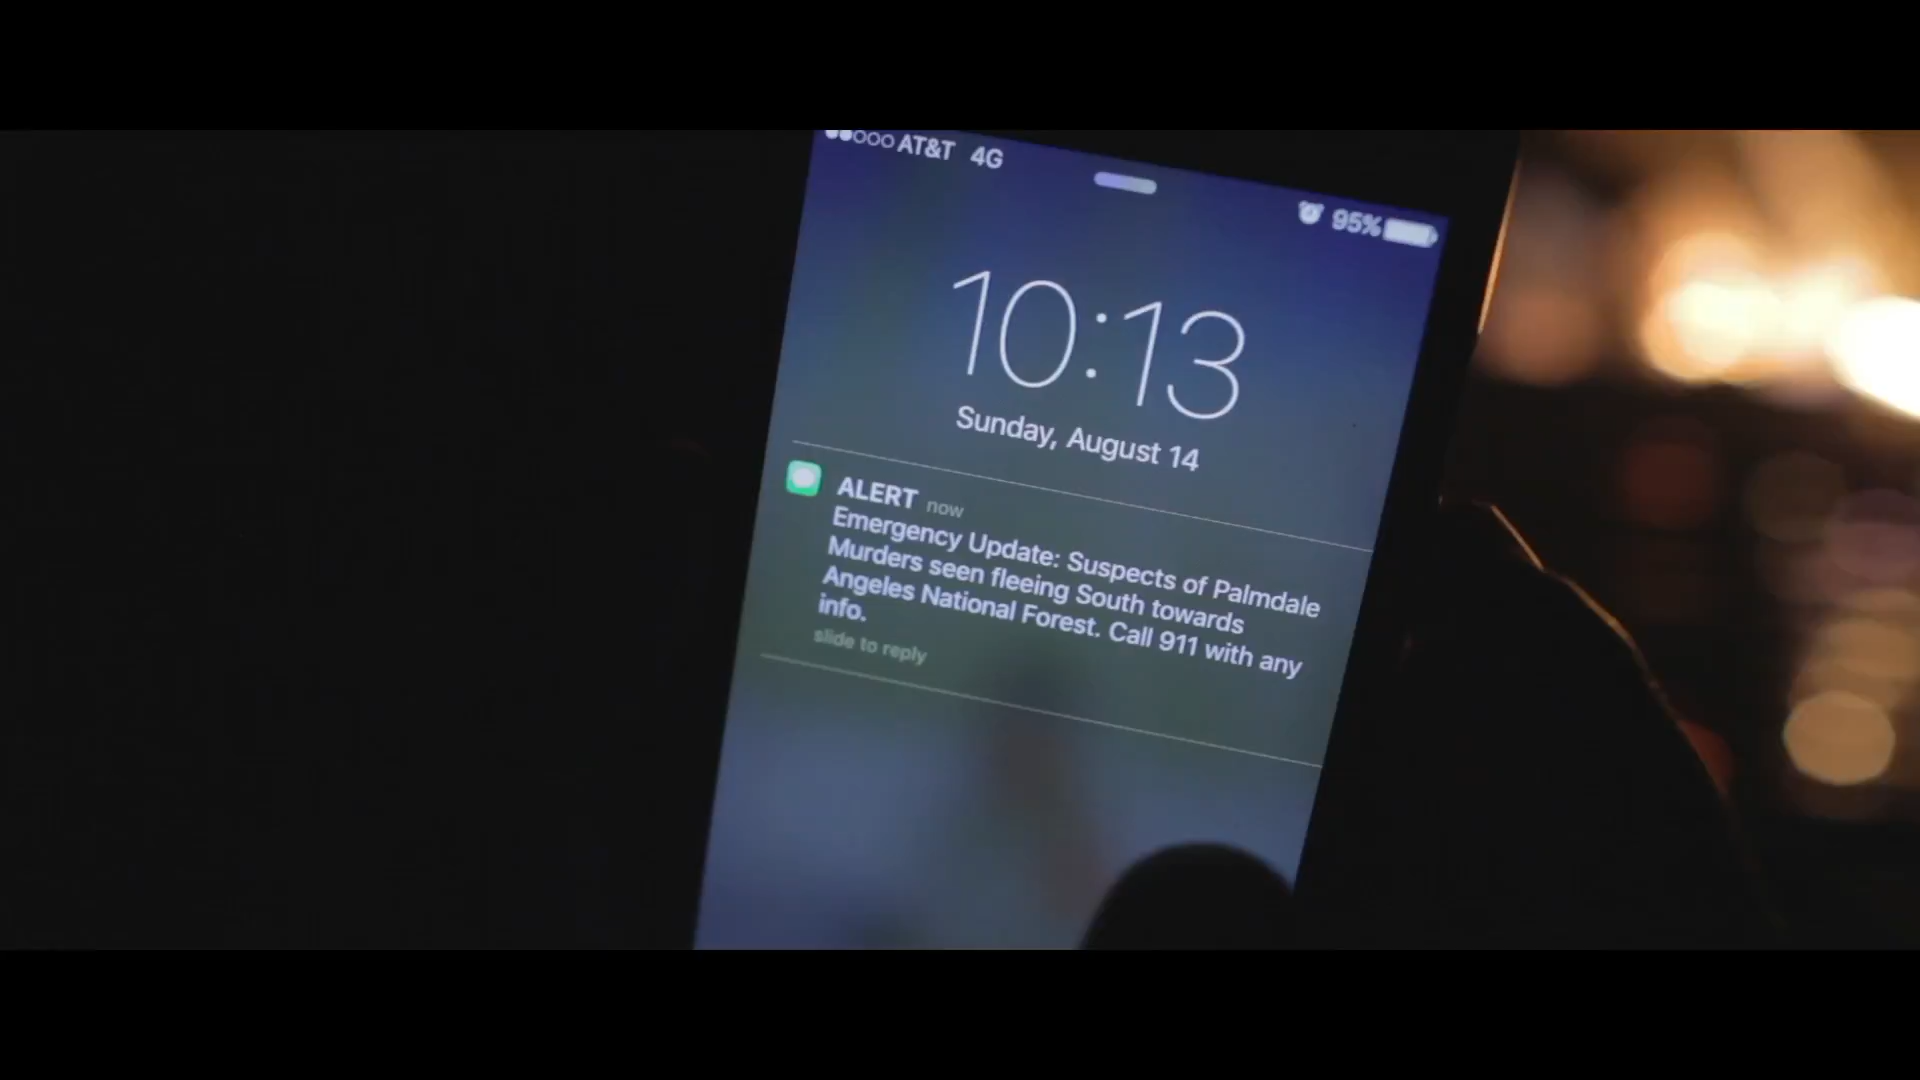 AT&T 4G
95%
10:13
Sunday, August 14
ALERT now
Emergency Update: Suspects of Palmdale
Murders seen fleeing South towards
Angeles National Forest. Call 911 with any
info.
slide to reply